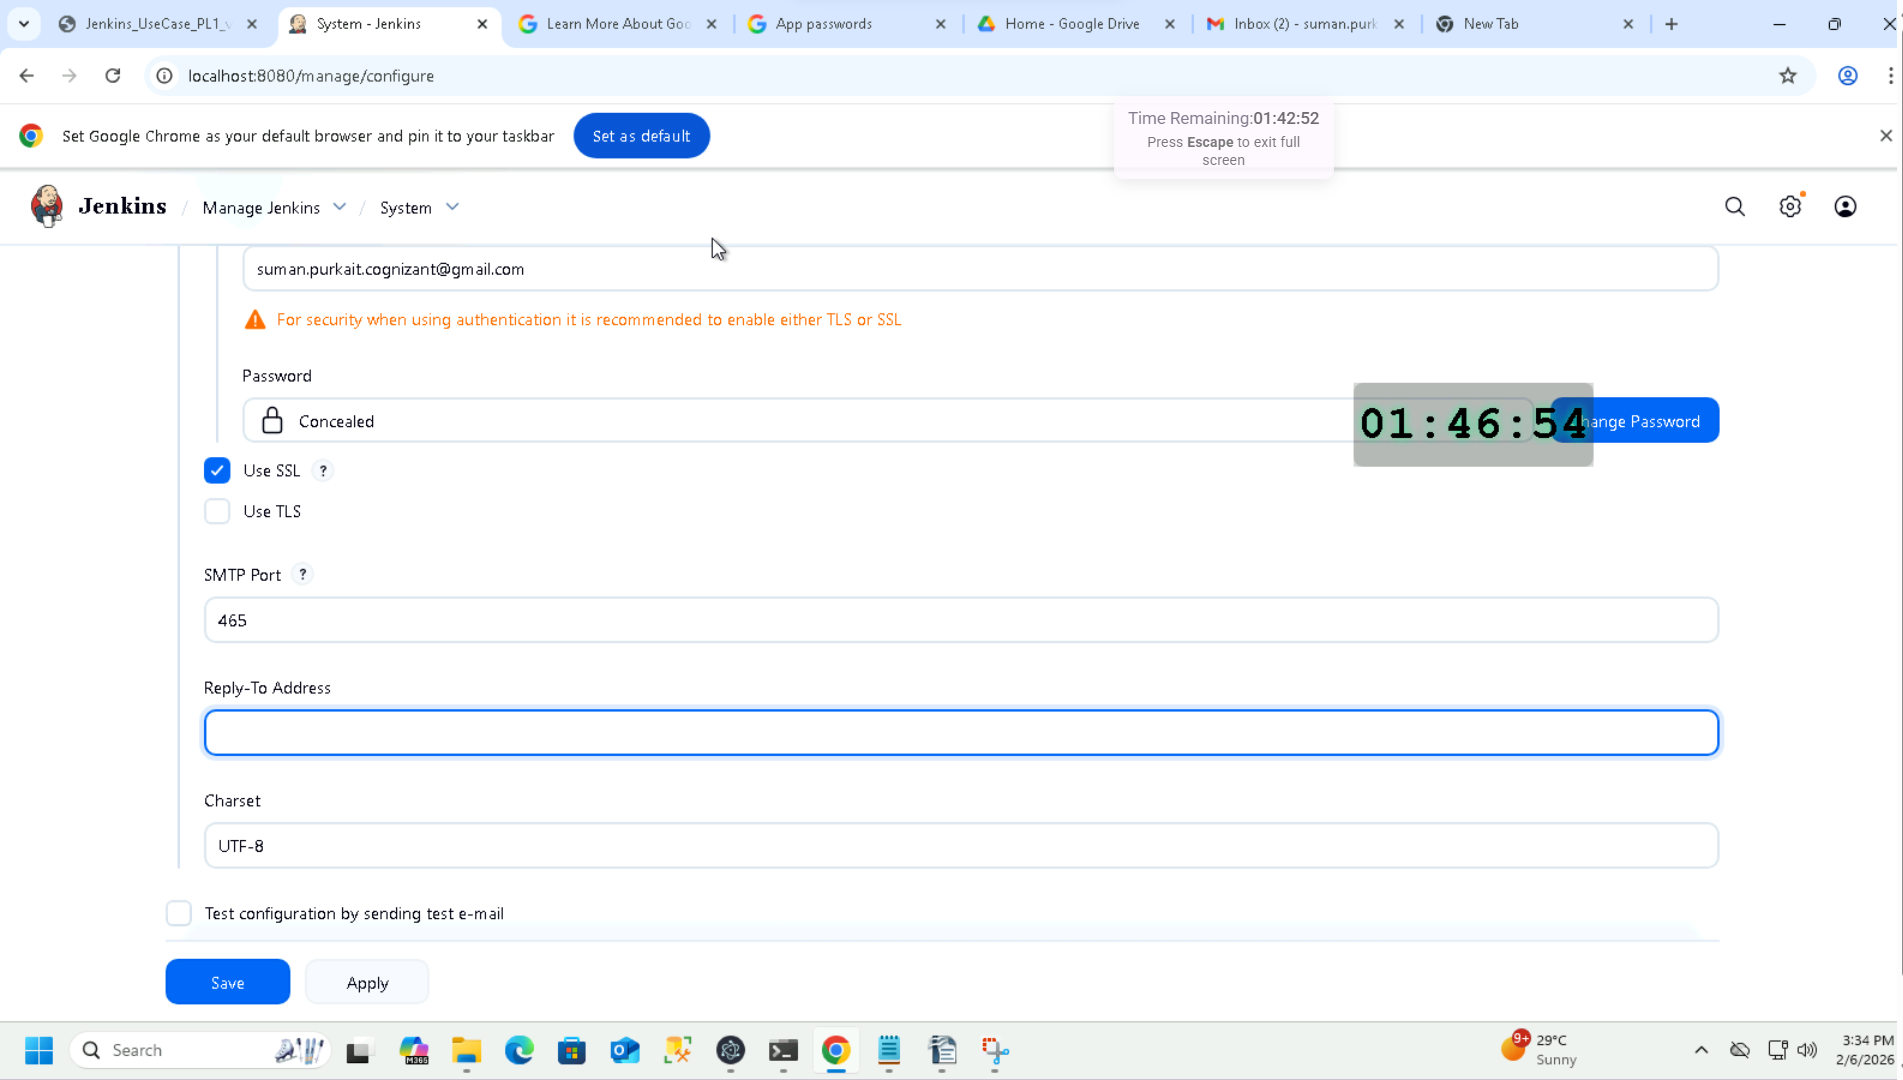 Jenkins_UseCase_PL1_v
System - Jenkins
Learn More About Goo
App passwords
Home - Google Drive
Inbox (2) - suman.purk
New Tab
localhost:8080/manage/configure
Set Google Chrome as your default browser and pin it to your taskbar
Set as default
Time Remaining:01:42:52
Press Escape to exit full
screen
Jenkins / Manage Jenkins / System
suman.purkait.cognizant@gmail.com
For security when using authentication it is recommended to enable either TLS or SSL
Password
Concealed
01:46:54
hange Password
Use SSL ?
Use TLS
SMTP Port ?
465
Reply-To Address
Charset
UTF-8
Test configuration by sending test e-mail
Save
Apply
Search
M365
9+
29°C
Sunny
3:34 PM
2/6/2026